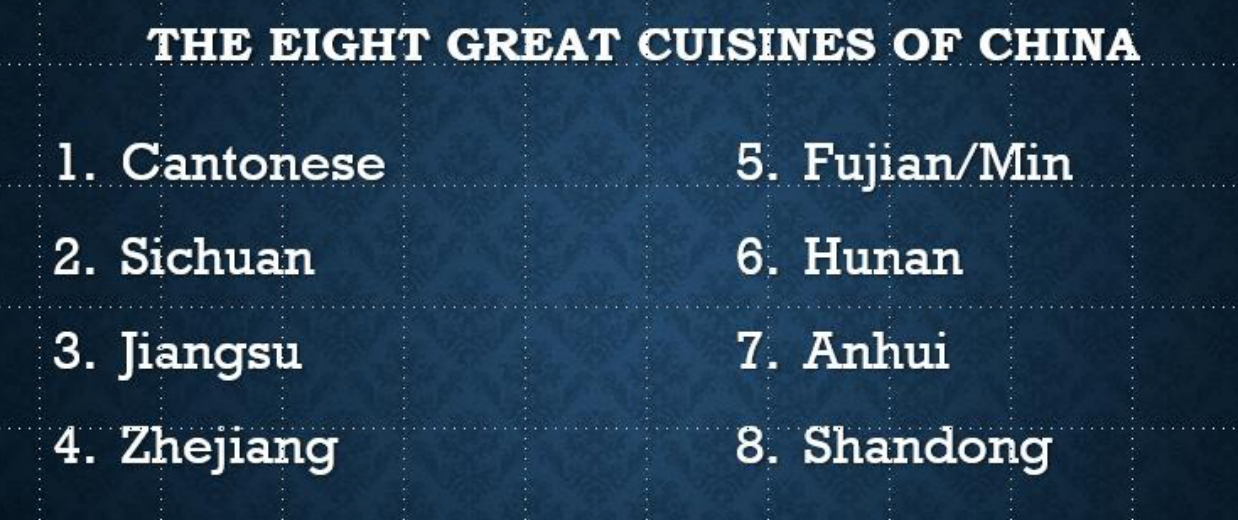 THE EIGHT GREAT CUISINES OF CHINA
1. Cantonese
2. Sichuan
3. Jiangsu
4. Zhejiang
5. Fujian/Min
6. Hunan
7. Anhui
8. Shandong